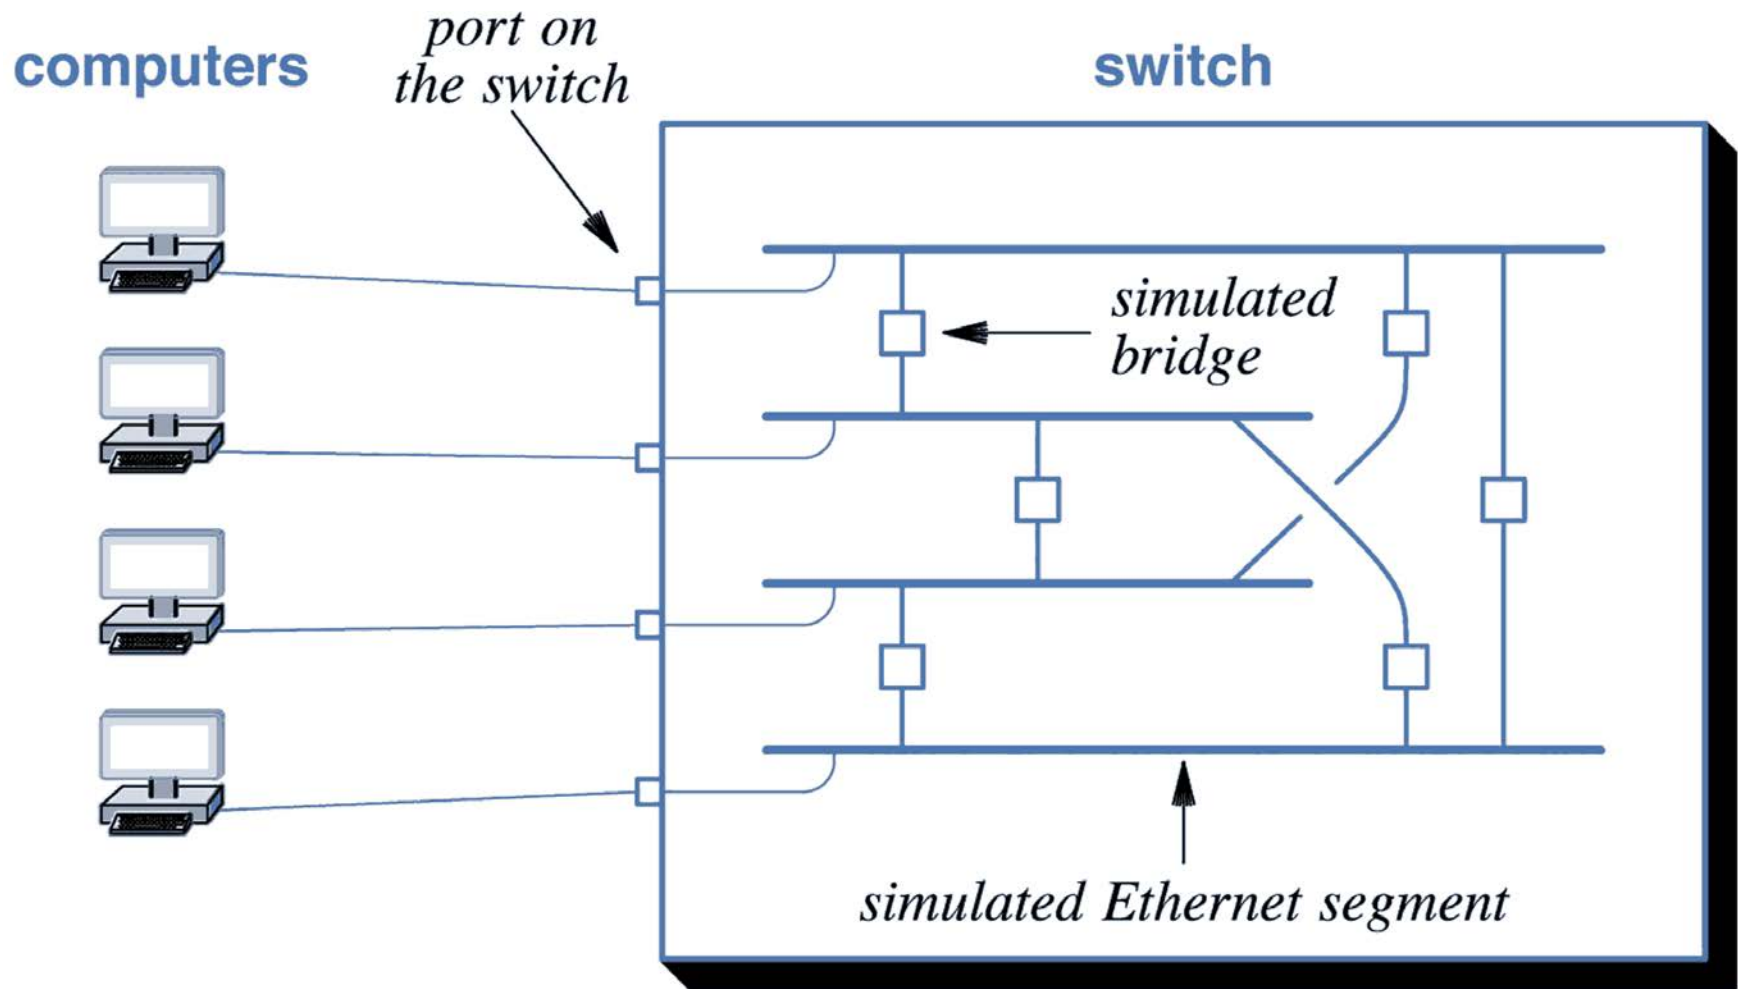 computers
port on
the switch
switch
simulated
bridge
simulated Ethernet segment